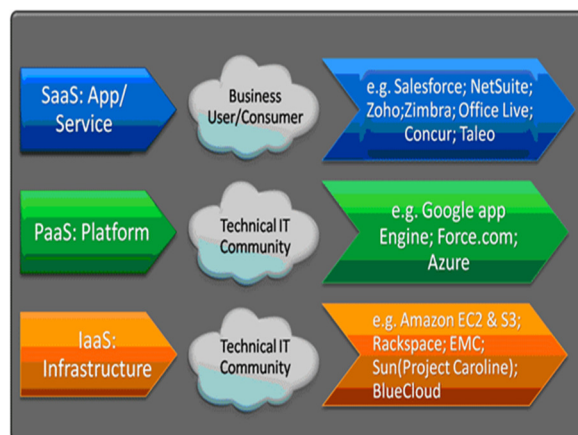 SaaS: App/
Service
Business
User/Consumer
e.g. Salesforce; NetSuite;
Zoho;Zimbra; Office Live;
Concur; Taleo
PaaS: Platform
Technical IT
Community
e.g. Google app
Engine; Force.com;
Azure
IaaS:
Infrastructure
Technical IT
Community
e.g. Amazon EC2 & S3;
Rackspace; EMC;
Sun(Project Caroline);
BlueCloud